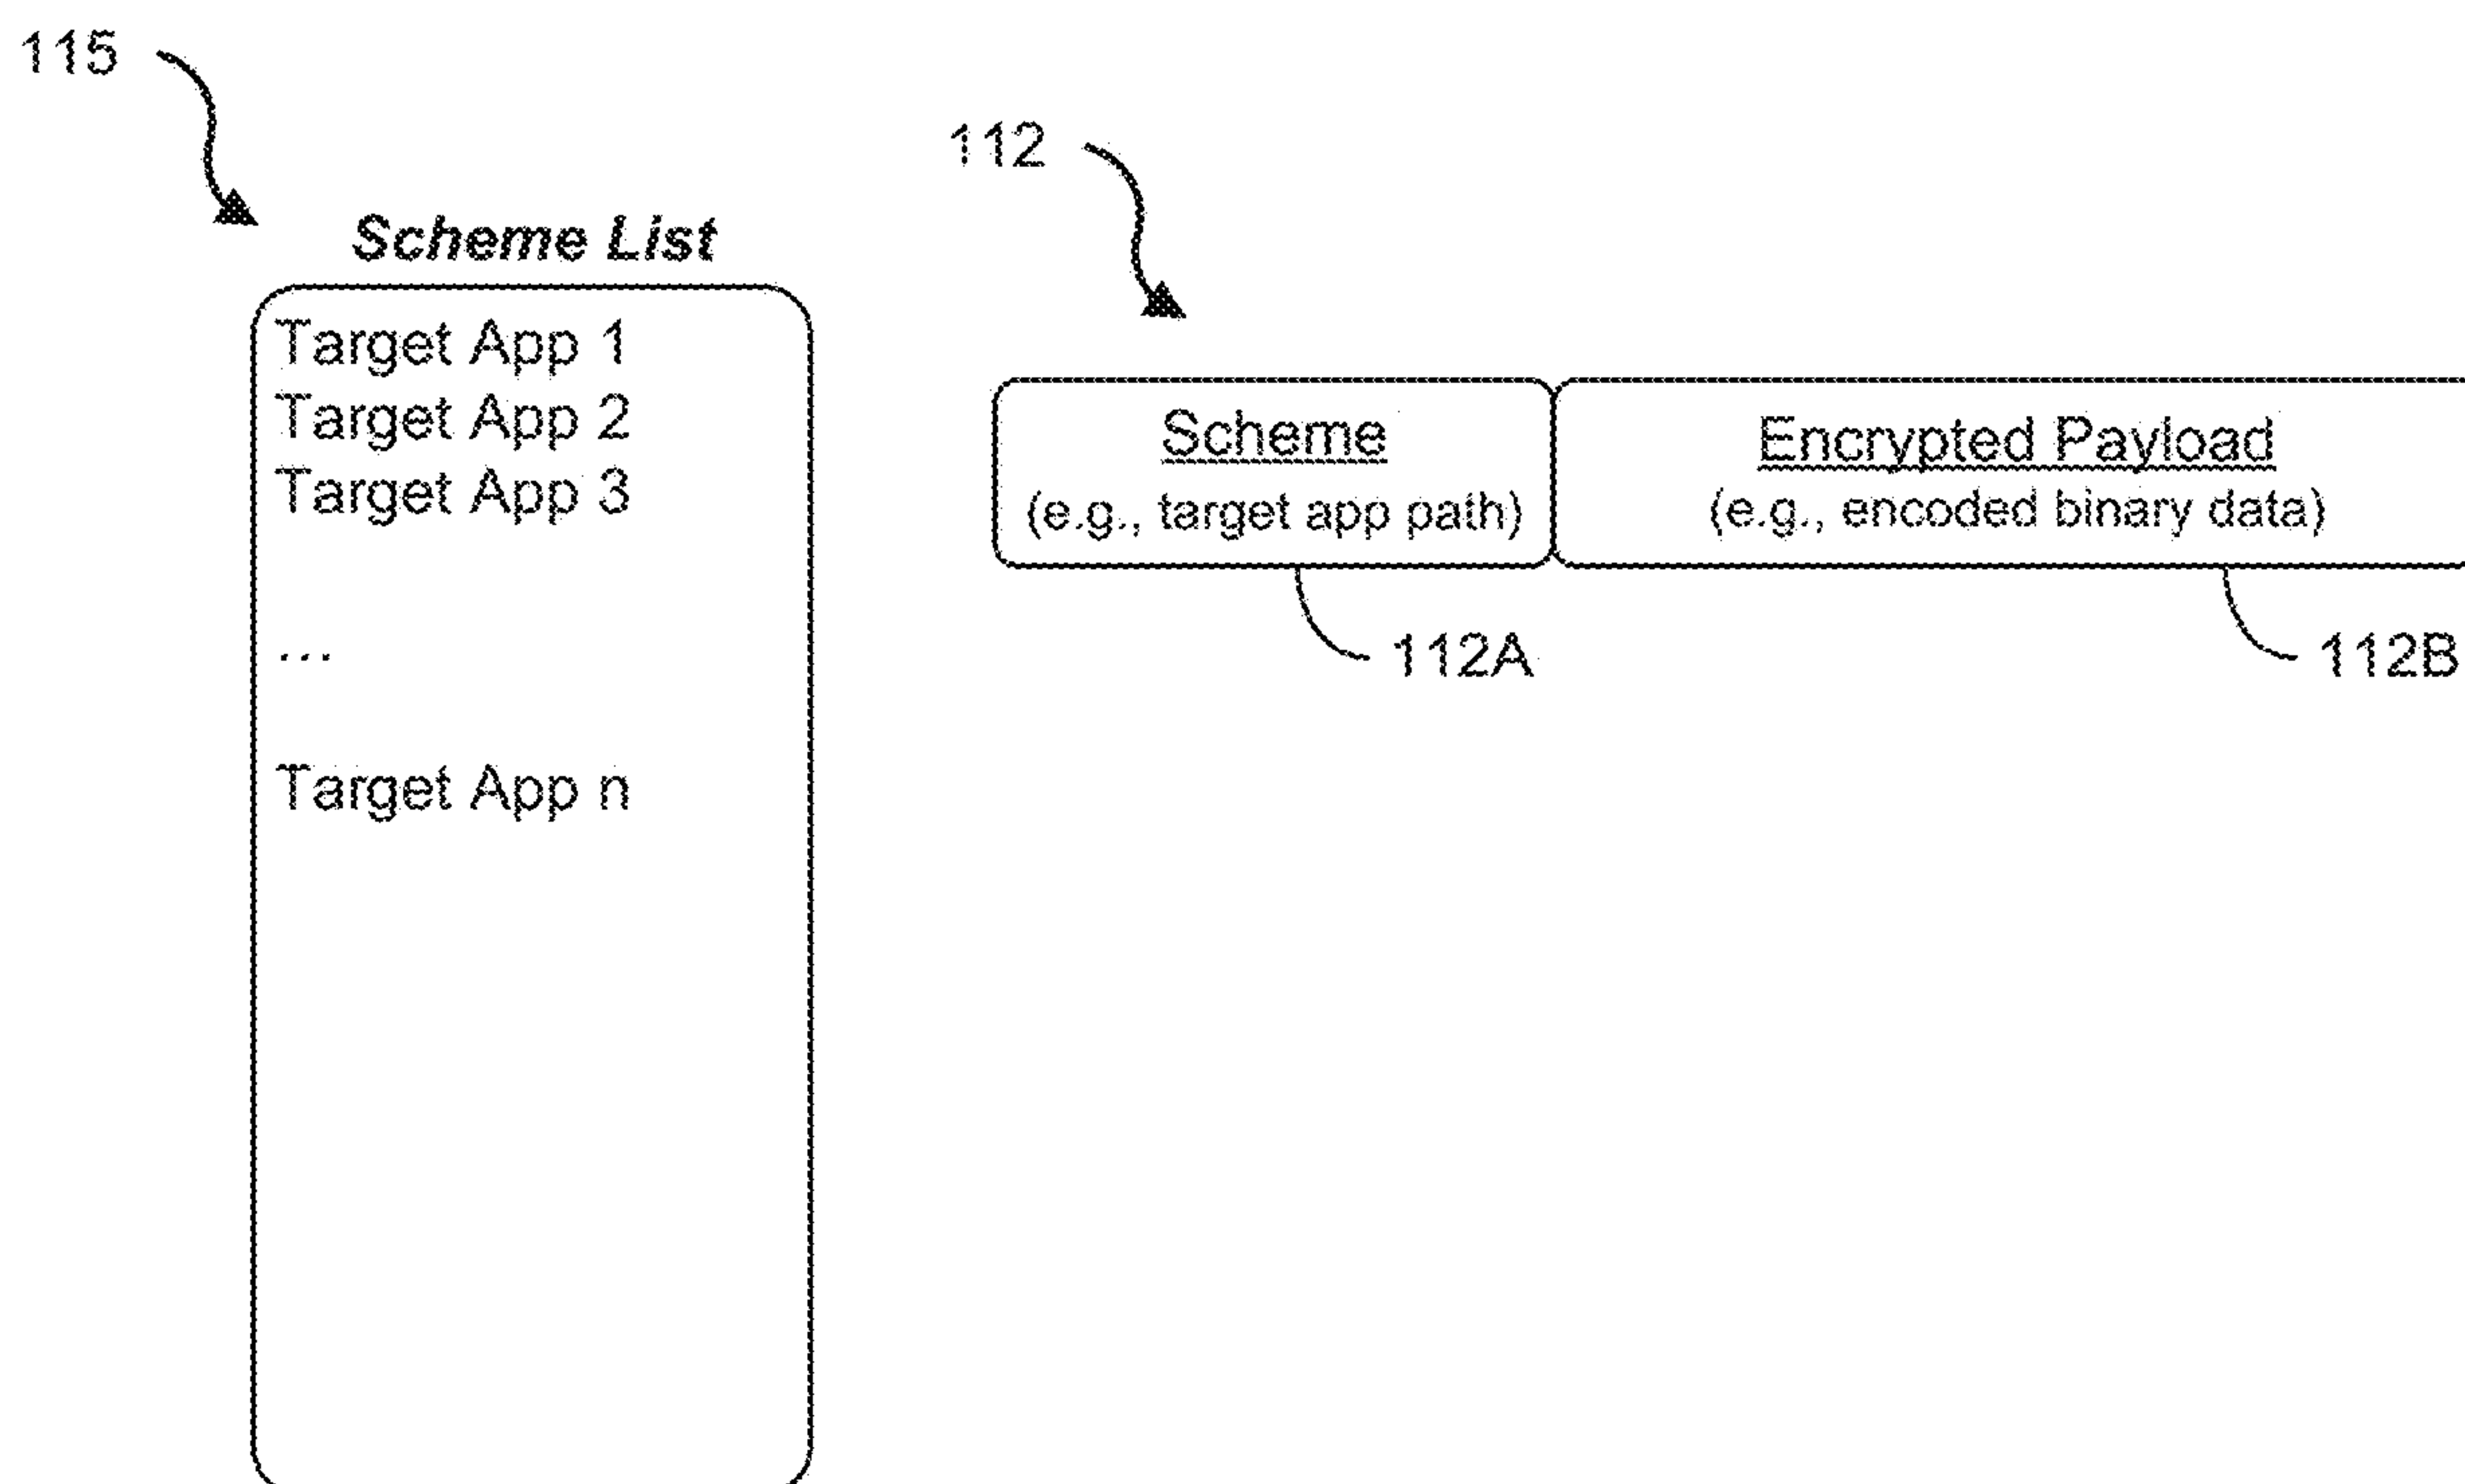 115
Scheme List
Target App 1
Target App 2
Target App 3
...
Target App n
112
Scheme
(e.g., target app path)
112A
Encrypted Payload
(e.g., encoded binary data)
112B